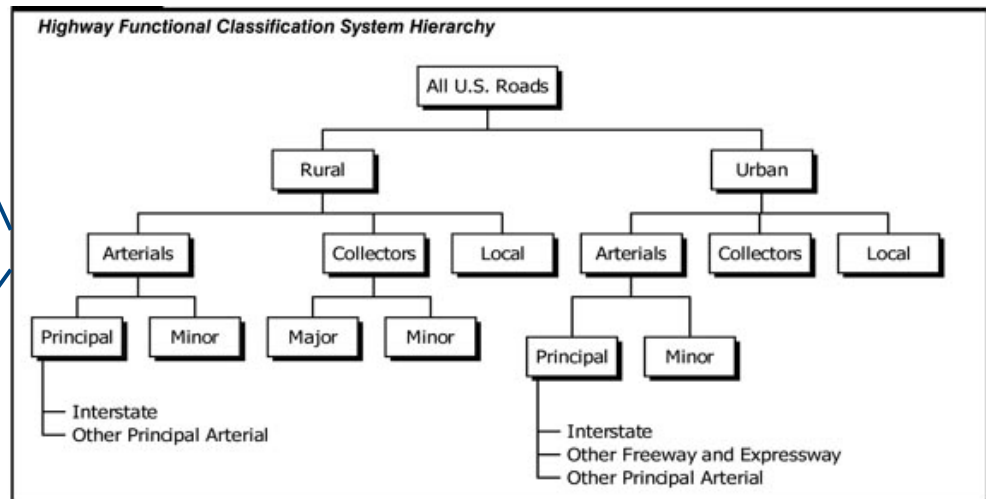 Highway Functional Classification System Hierarchy
All U.S. Roads
Rural
Urban
Arterials
Collectors
Local
Arterials
Collectors
Local
Principal
Minor
Major
Minor
Principal
Minor
Interstate
Other Principal Arterial
Interstate
Other Freeway and Expressway
Other Principal Arterial